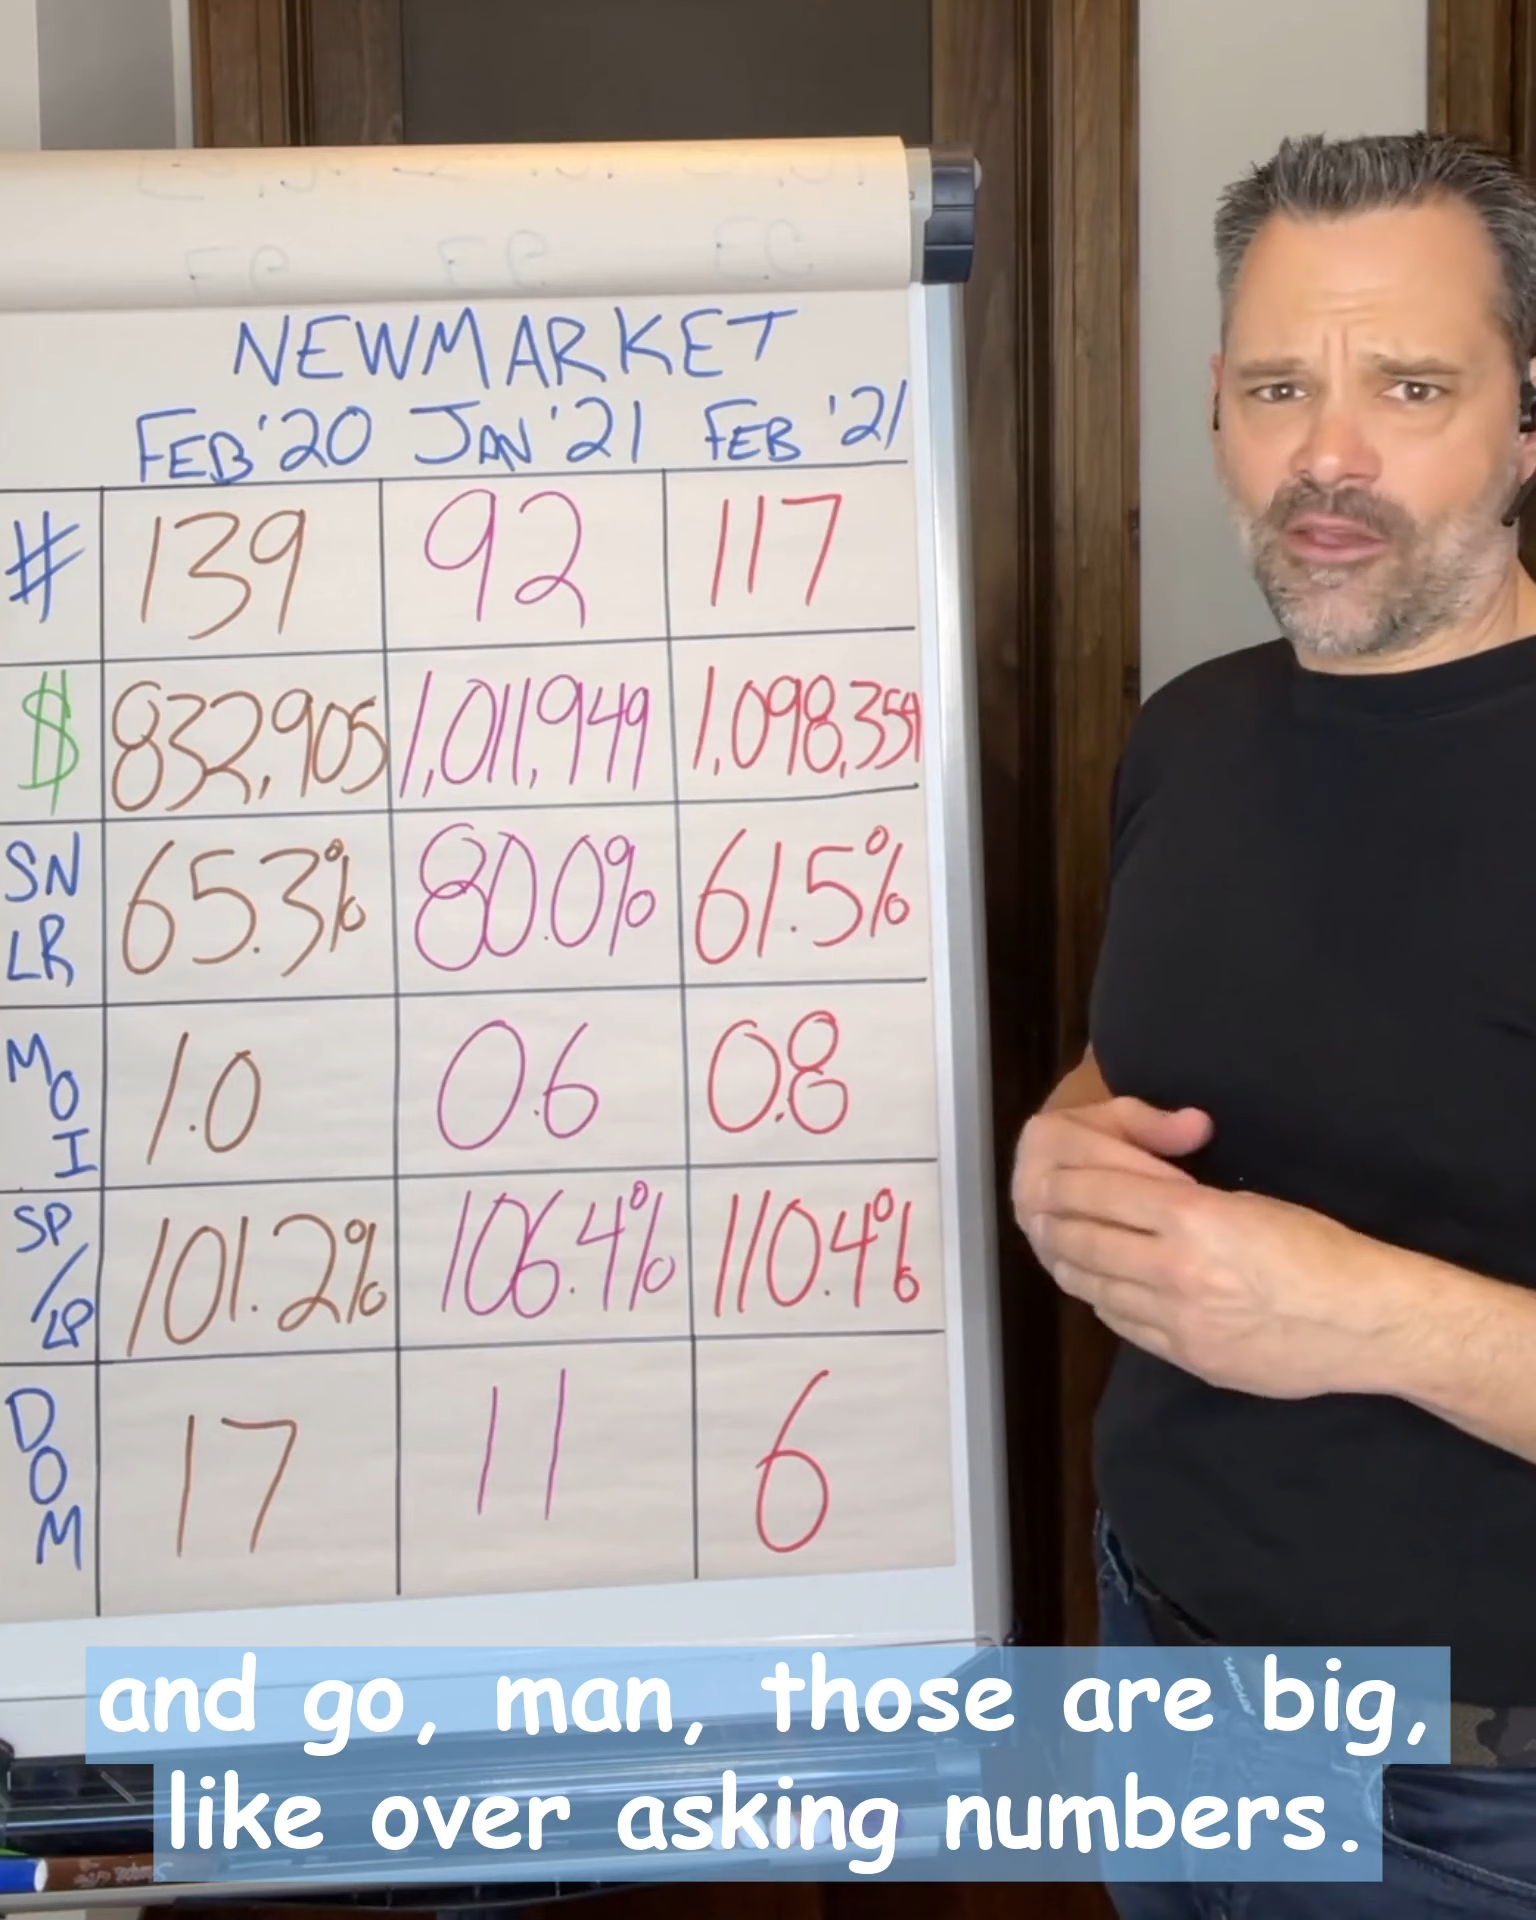 NEWMARKET
FEB '20 JAN '21 FEB '21
# 139 92 117
$ 832,905 1,011,949 1,098,359
SN LR 65.3% 80.0% 61.5%
MOI 1.0 0.6 0.8
SP/LP 101.2% 106.4% 110.4%
DOM 17 11 6
and go, man, those are big,
like over asking numbers.